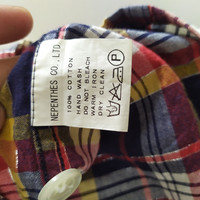 NEPENTHES CO., LTD.
100% COTTON
HAND WASH
DO NOT BLEACH
WARM IRON
DRY CLEAN
P